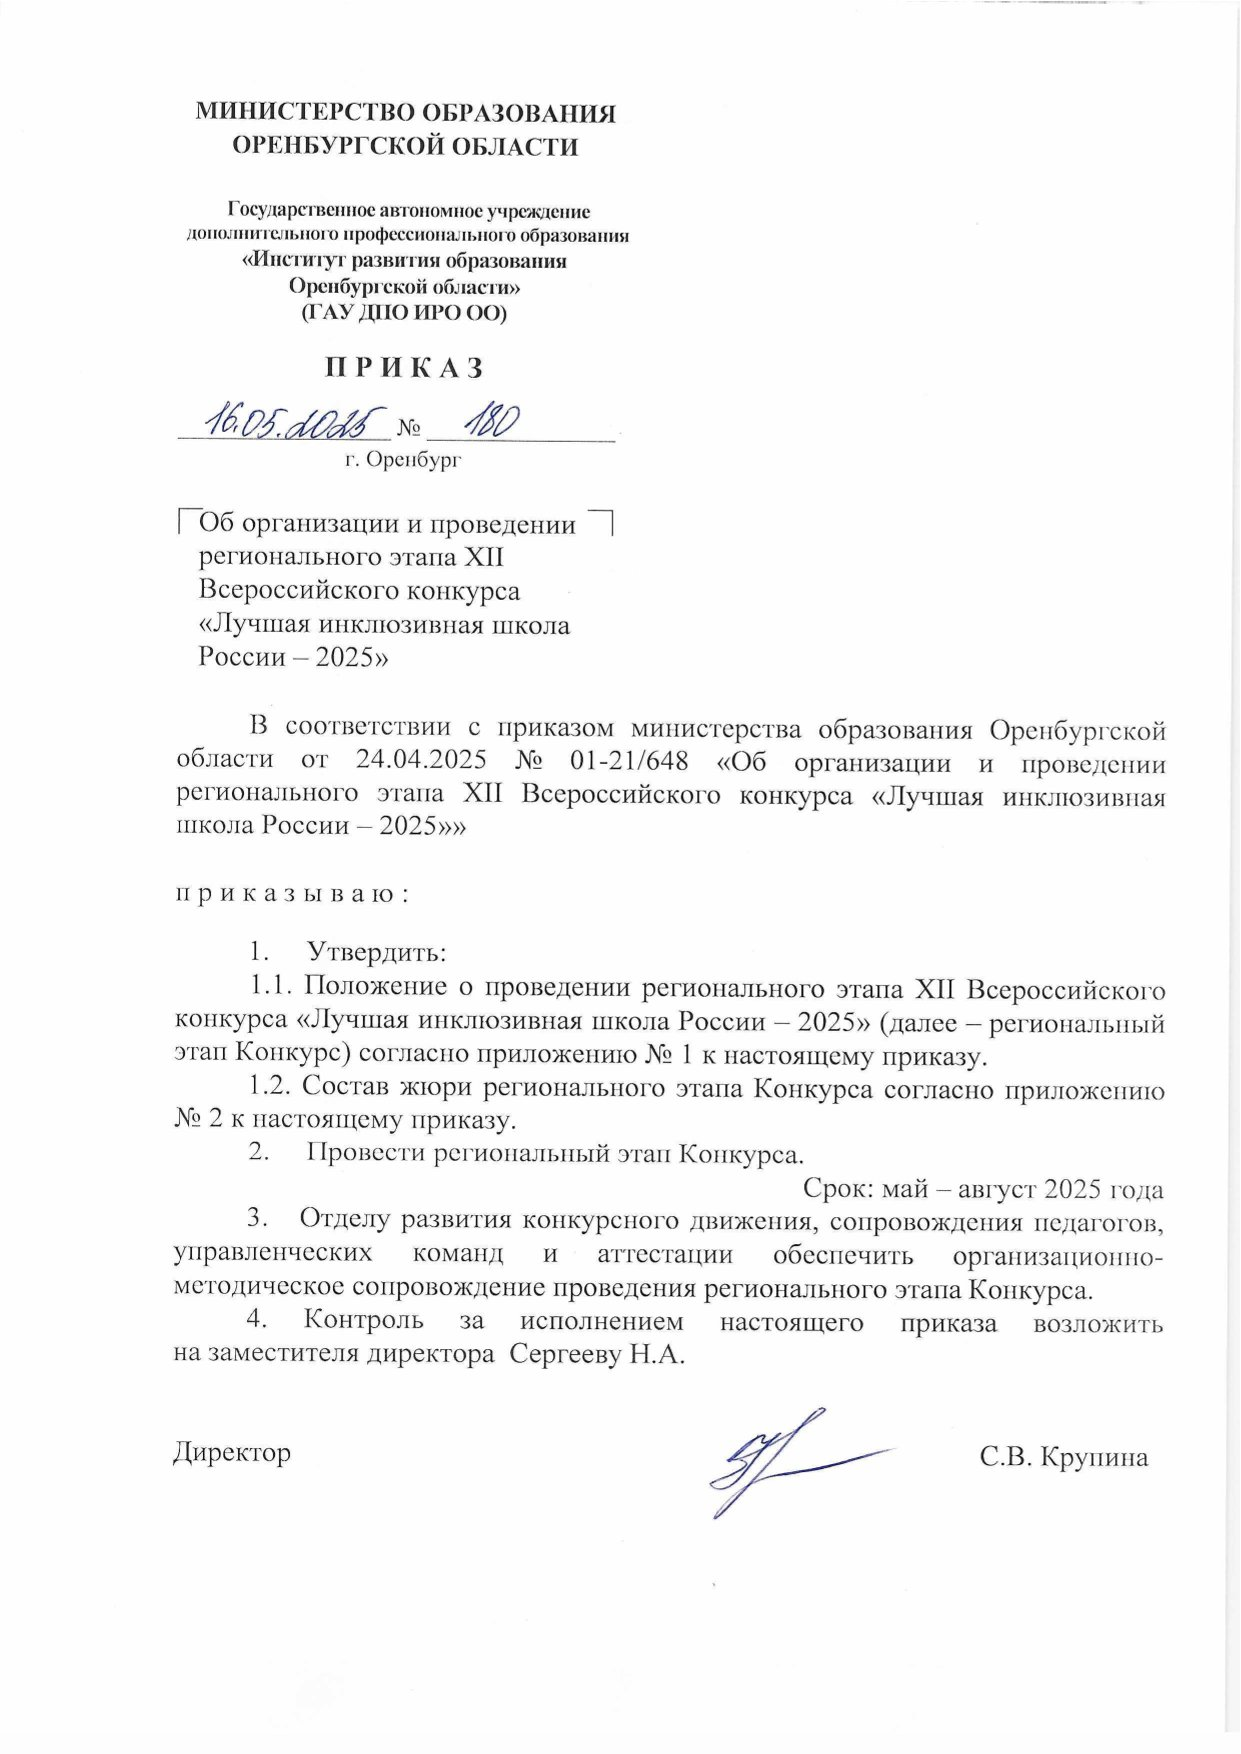 МИНИСТЕРСТВО ОБРАЗОВАНИЯ
ОРЕНБУРГСКОЙ ОБЛАСТИ
Государственное автономное учреждение
дополнительного профессионального образования
«Институт развития образования
Оренбургской области»
(ГАУ ДПО ИРО ОО)
П Р И К А З
16.05.2025 № 180
г. Оренбург
Об организации и проведении
регионального этапа XII
Всероссийского конкурса
«Лучшая инклюзивная школа
России – 2025»
В соответствии с приказом министерства образования Оренбургской
области от 24.04.2025 № 01-21/648 «Об организации и проведении
регионального этапа XII Всероссийского конкурса «Лучшая инклюзивная
школа России – 2025»»
п р и к а з ы в а ю :
1. Утвердить:
1.1. Положение о проведении регионального этапа XII Всероссийского
конкурса «Лучшая инклюзивная школа России – 2025» (далее – региональный
этап Конкурс) согласно приложению № 1 к настоящему приказу.
1.2. Состав жюри регионального этапа Конкурса согласно приложению
№ 2 к настоящему приказу.
2. Провести региональный этап Конкурса.
Срок: май – август 2025 года
3. Отделу развития конкурсного движения, сопровождения педагогов,
управленческих команд и аттестации обеспечить организационно-
методическое сопровождение проведения регионального этапа Конкурса.
4. Контроль за исполнением настоящего приказа возложить
на заместителя директора Сергееву Н.А.
Директор С.В. Крупина